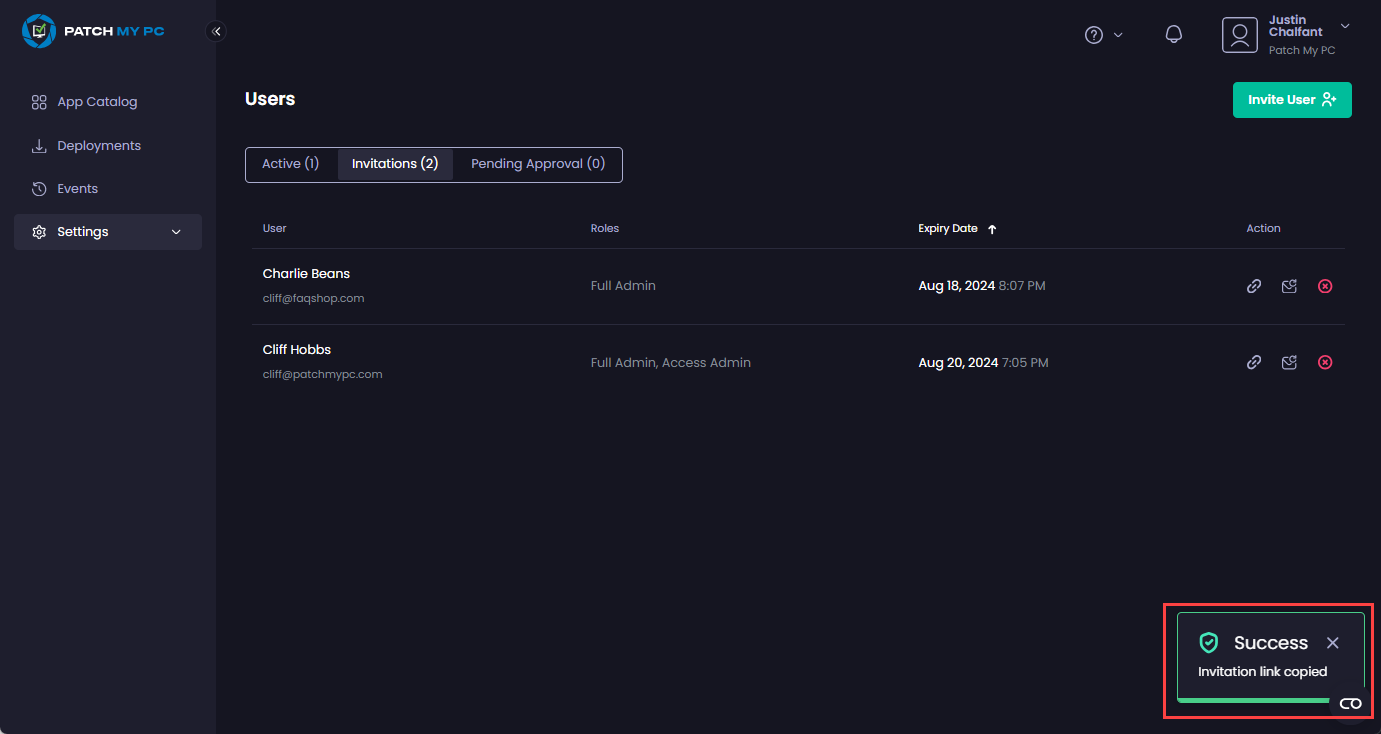 PATCH MY PC
Justin
Chalfant
Patch My PC
App Catalog
Deployments
Events
Settings
Users
Invite User
Active (1)
Invitations (2)
Pending Approval (0)
User Roles Expiry Date Action
Charlie Beans
cliff@faqshop.com
Full Admin
Aug 18, 2024 8:07 PM
Cliff Hobbs
cliff@patchmypc.com
Full Admin, Access Admin
Aug 20, 2024 7:05 PM
Success
Invitation link copied